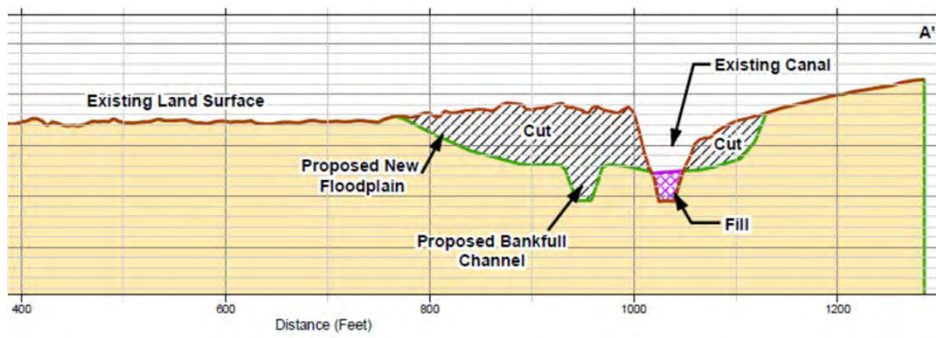 A'
Existing Canal
Existing Land Surface
Cut
Cut
Proposed New
Floodplain
Fill
Proposed Bankfull
Channel
400
600
800
1000
1200
Distance (Feet)